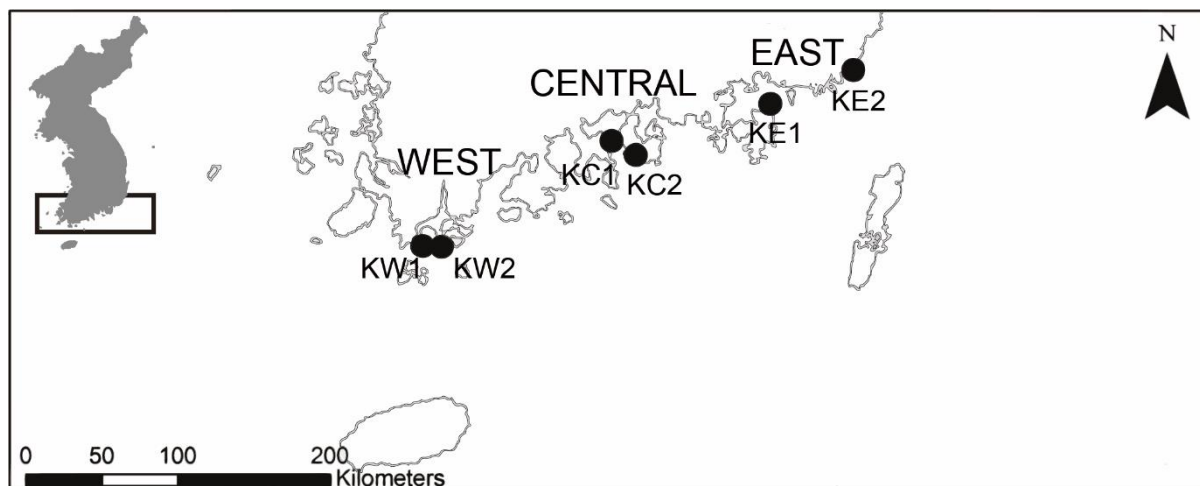 N
EAST
KE2
CENTRAL
KE1
WEST
KC1
KC2
KW1
KW2
0 50 100 200
Kilometers